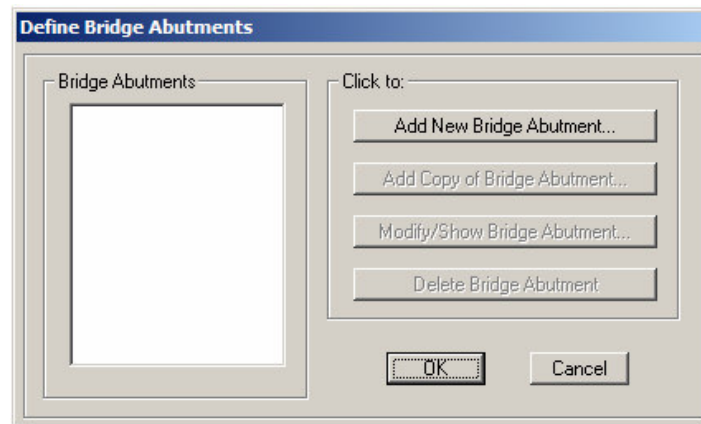 Define Bridge Abutments
Bridge Abutments
Click to:
Add New Bridge Abutment...
Add Copy of Bridge Abutment...
Modify/Show Bridge Abutment...
Delete Bridge Abutment
OK
Cancel